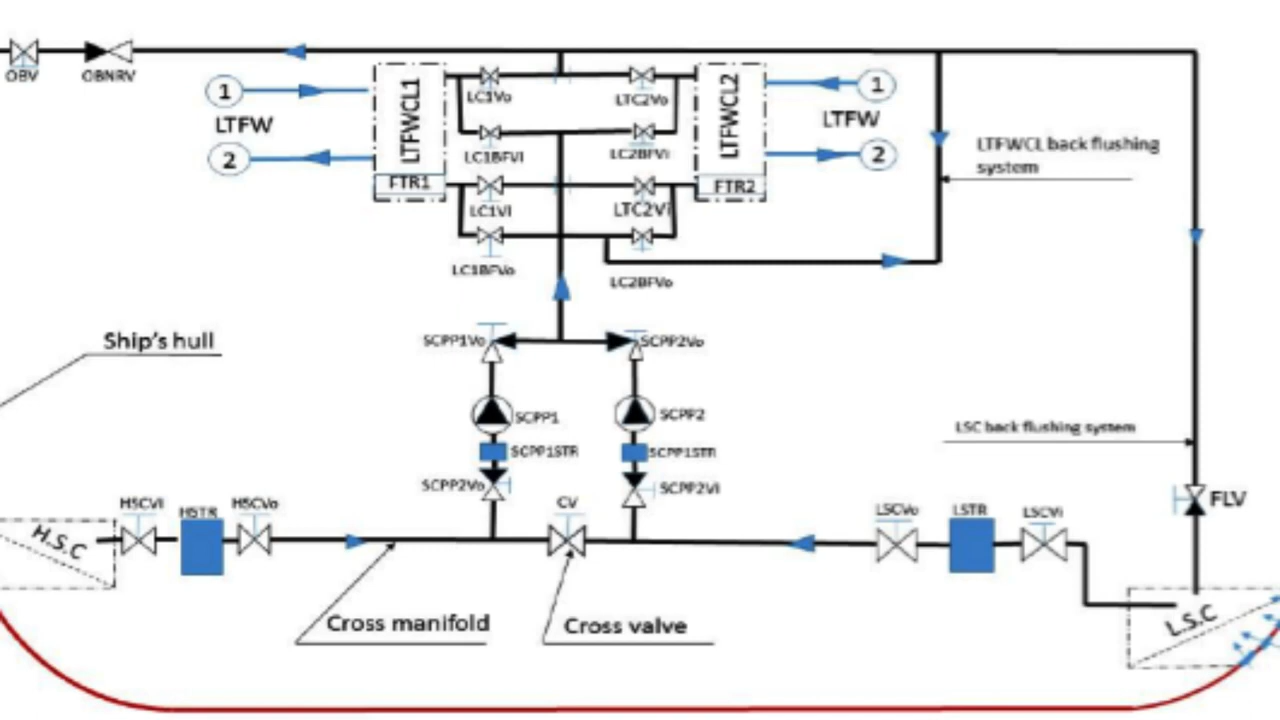 OBV
OBNRV
1
LTFW
2
LTFWCL1
FTR1
LC1Vo
LTC2Vo
LC1BFVI
LC2BFVi
LC1VI
LTC2Vi
LC1BFVo
LC2BFVo
LTFWCL2
FTR2
1
LTFW
2
LTFWCL back flushing
system
Ship's hull
SCPP1Vo
SCPP2Vo
SCPP1
SCPP2
SCPP1STR
SCPP1STR
SCPP2Vo
SCPP2VI
LSC back flushing system
FLV
H.S.C
HSCVI
HSTR
HSCVo
CV
LSCVo
LSTR
LSCVi
L.S.C
Cross manifold
Cross valve